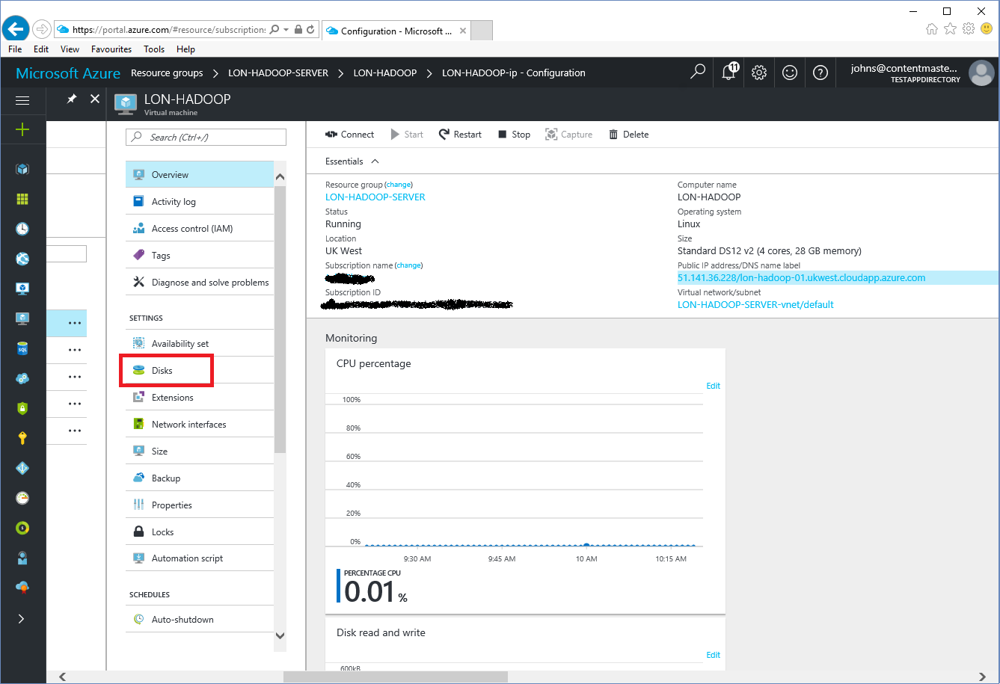 https://portal.azure.com/#resource/subscriptions
Configuration - Microsoft ...
File Edit View Favourites Tools Help
Microsoft Azure Resource groups LON-HADOOP-SERVER LON-HADOOP LON-HADOOP-ip - Configuration
11
johns@contentmaste...
TESTAPPDIRECTORY
LON-HADOOP
Virtual machine
Search (Ctrl+/)
Overview
Activity log
Access control (IAM)
Tags
Diagnose and solve problems
SETTINGS
Availability set
Disks
Extensions
Network interfaces
Size
Backup
Properties
Locks
Automation script
SCHEDULES
Auto-shutdown
Connect Start Restart Stop Capture Delete
Essentials
Resource group (change)
LON-HADOOP-SERVER
Status
Running
Location
UK West
Subscription name (change)
Subscription ID
Computer name
LON-HADOOP
Operating system
Linux
Size
Standard DS12 v2 (4 cores, 28 GB memory)
Public IP address/DNS name label
51.141.36.228/lon-hadoop-01.ukwest.cloudapp.azure.com
Virtual network/subnet
LON-HADOOP-SERVER-vnet/default
Monitoring
CPU percentage
Edit
100%
80%
60%
40%
20%
0%
9:30 AM 9:45 AM 10 AM 10:15 AM
PERCENTAGE CPU
0.01 %
Disk read and write
Edit
600kB
SQL